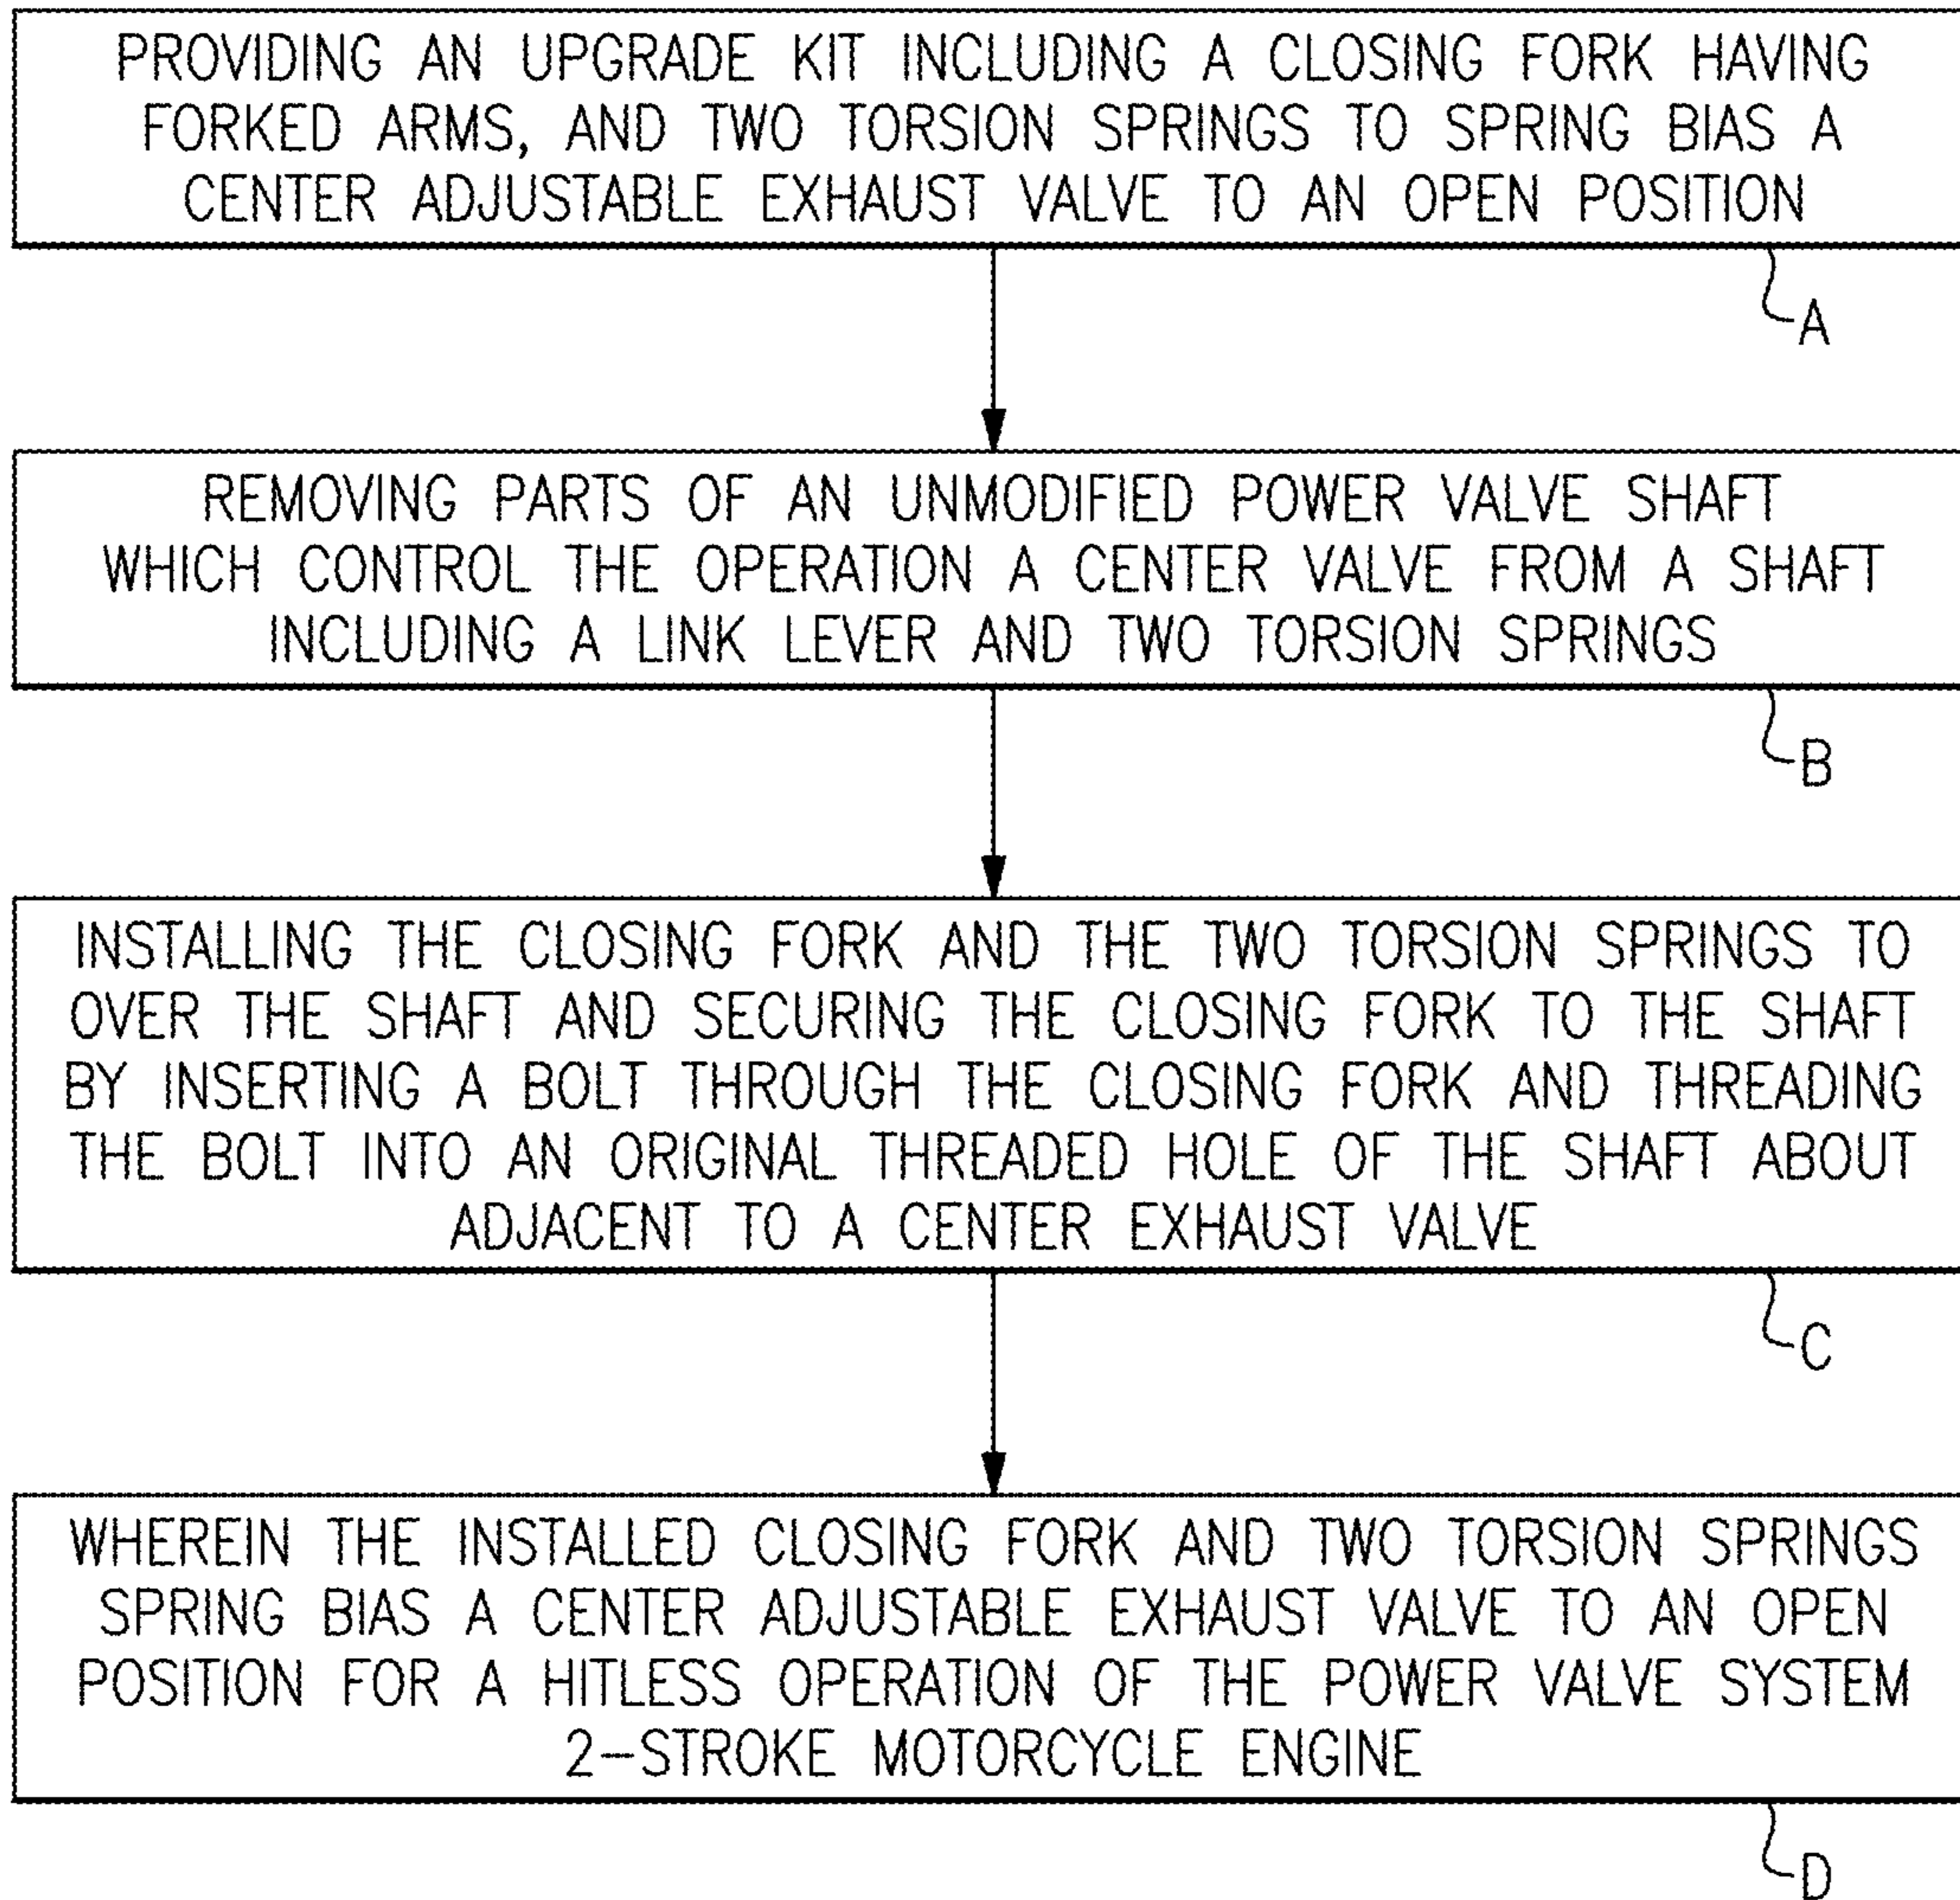 PROVIDING AN UPGRADE KIT INCLUDING A CLOSING FORK HAVING
FORKED ARMS, AND TWO TORSION SPRINGS TO SPRING BIAS A
CENTER ADJUSTABLE EXHAUST VALVE TO AN OPEN POSITION
A
REMOVING PARTS OF AN UNMODIFIED POWER VALVE SHAFT
WHICH CONTROL THE OPERATION A CENTER VALVE FROM A SHAFT
INCLUDING A LINK LEVER AND TWO TORSION SPRINGS
B
INSTALLING THE CLOSING FORK AND THE TWO TORSION SPRINGS TO
OVER THE SHAFT AND SECURING THE CLOSING FORK TO THE SHAFT
BY INSERTING A BOLT THROUGH THE CLOSING FORK AND THREADING
THE BOLT INTO AN ORIGINAL THREADED HOLE OF THE SHAFT ABOUT
ADJACENT TO A CENTER EXHAUST VALVE
C
WHEREIN THE INSTALLED CLOSING FORK AND TWO TORSION SPRINGS
SPRING BIAS A CENTER ADJUSTABLE EXHAUST VALVE TO AN OPEN
POSITION FOR A HITLESS OPERATION OF THE POWER VALVE SYSTEM
2-STROKE MOTORCYCLE ENGINE
D